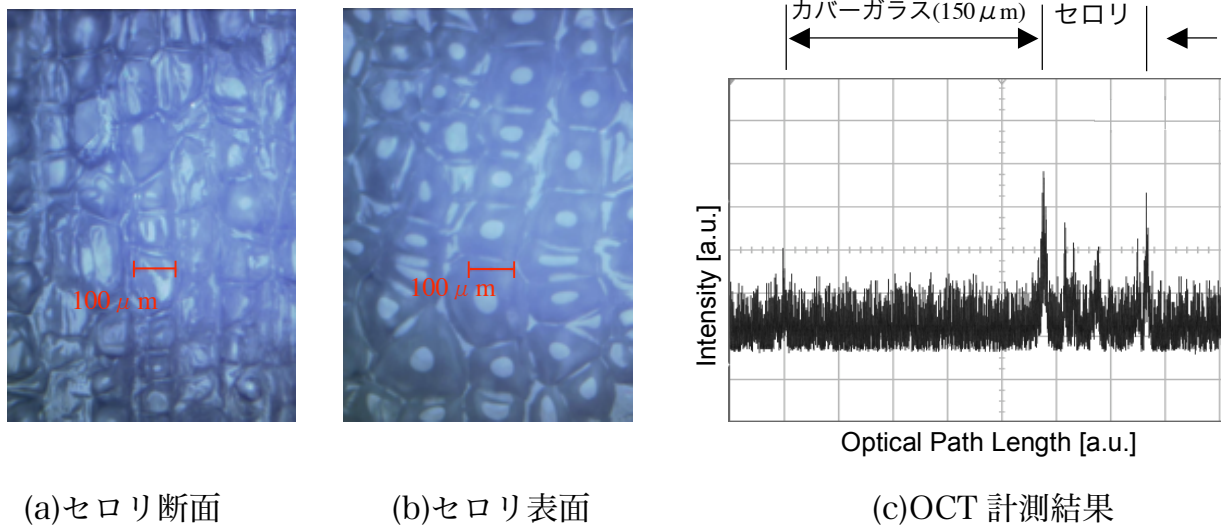 カバーガラス(150μm)
セロリ
100μm
100μm
Intensity [a.u.]
Optical Path Length [a.u.]
(a)セロリ断面
(b)セロリ表面
(c)OCT 計測結果